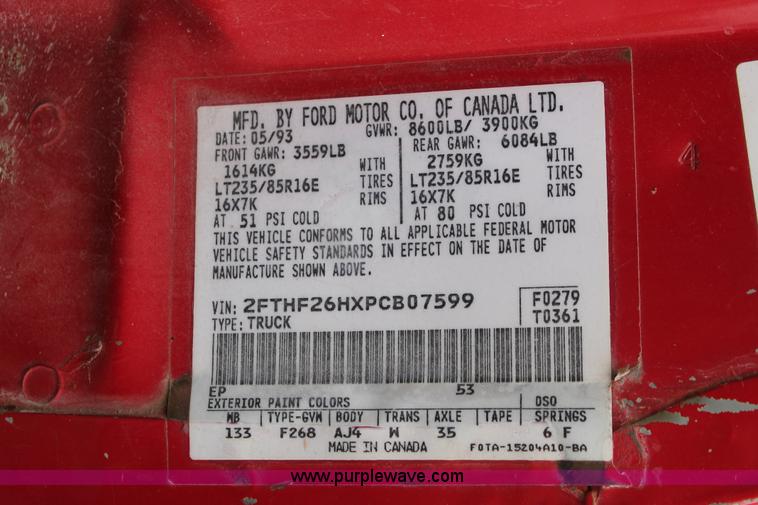 MFD. BY FORD MOTOR CO. OF CANADA LTD.
DATE: 05/93 GVWR: 8600LB/ 3900KG
FRONT GAWR: 3559LB REAR GAWR: 6084LB
1614KG WITH 2759KG WITH
LT235/85R16E TIRES LT235/85R16E TIRES
16X7K RIMS 16X7K RIMS
AT 51 PSI COLD AT 80 PSI COLD
THIS VEHICLE CONFORMS TO ALL APPLICABLE FEDERAL MOTOR
VEHICLE SAFETY STANDARDS IN EFFECT ON THE DATE OF
MANUFACTURE SHOWN ABOVE.
VIN: 2FTHF26HXPCB07599 F0279
TYPE: TRUCK T0361
EP 53
EXTERIOR PAINT COLORS DSO
WB TYPE-GVW BODY TRANS AXLE TAPE SPRINGS
133 F268 AJ4 W 35 6 F
MADE IN CANADA F0TA-15204A10-BA
4
www.purplewave.com